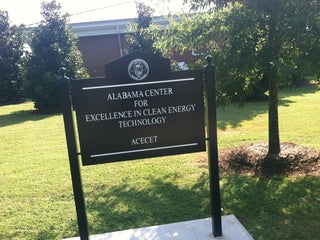 ALABAMA CENTER
FOR
EXCELLENCE IN CLEAN ENERGY
TECHNOLOGY
ACECET